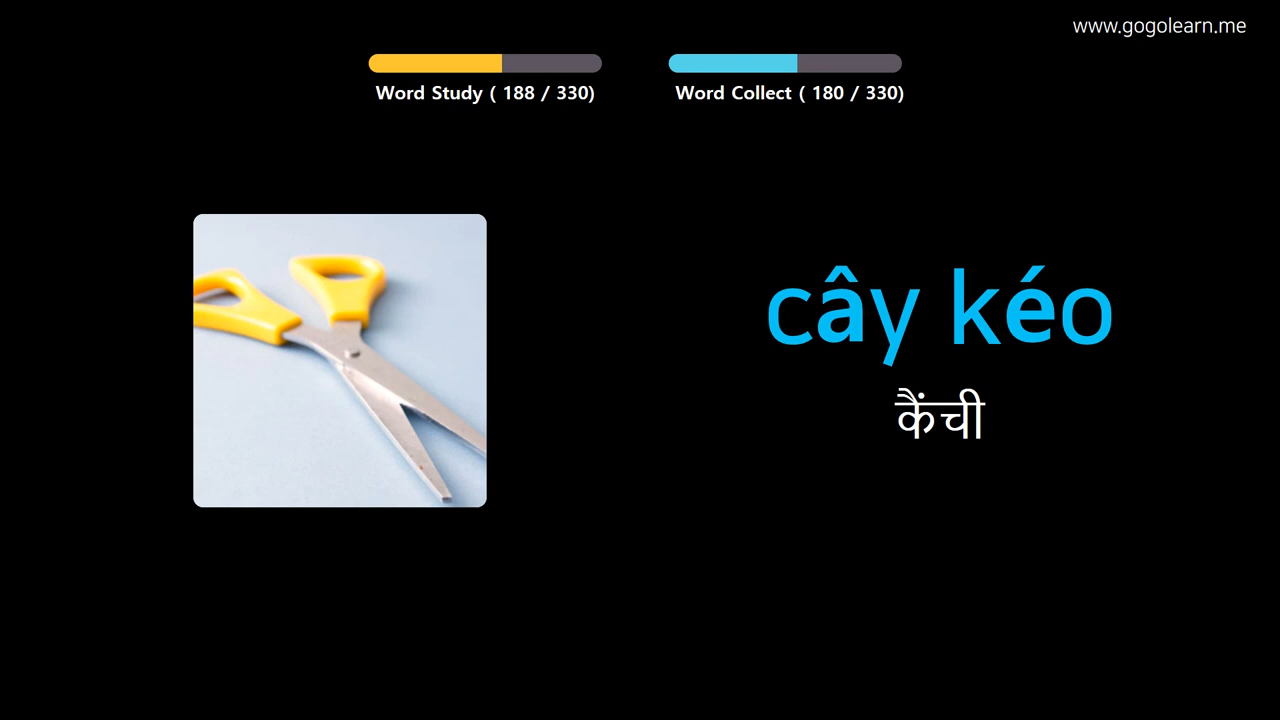 www.gogolearn.me
Word Study ( 188 / 330)
Word Collect ( 180 / 330)
cây kéo
कैंची